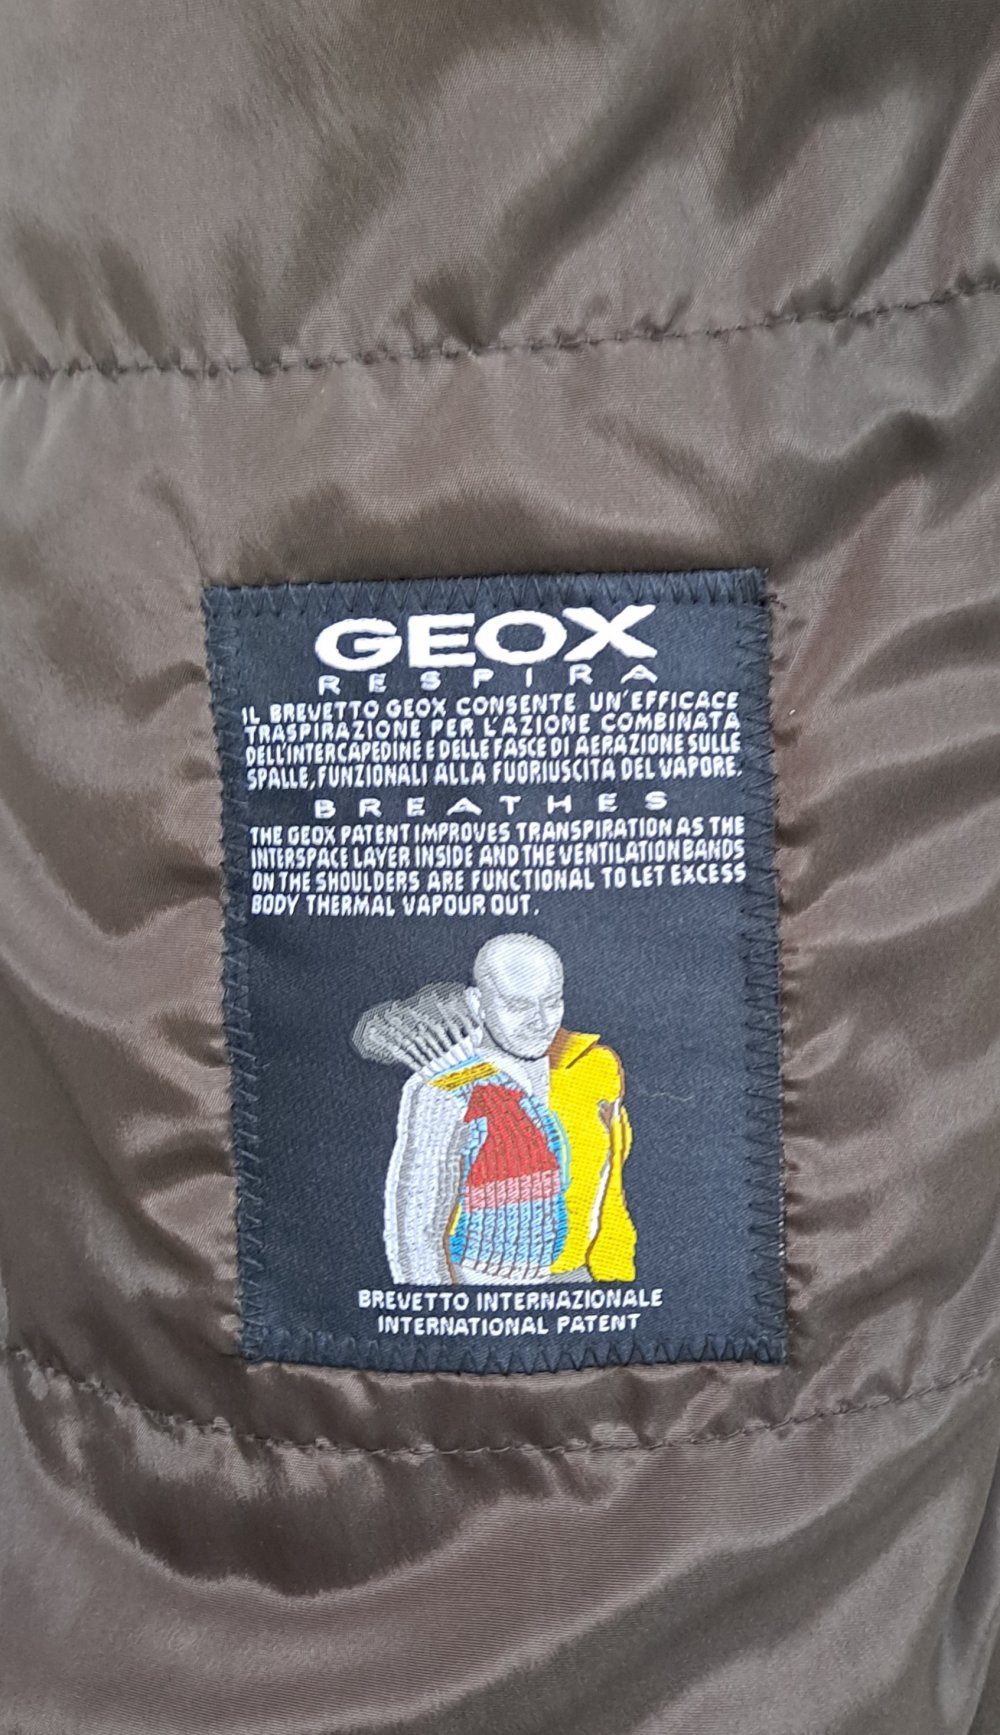 GEOX
RESPIRA
IL BREVETTO GEOX CONSENTE UN'EFFICACE
TRASPIRAZIONE PER L'AZIONE COMBINATA
DELL'INTERCAPEDINE E DELLE FASCE DI AERAZIONE SULLE
SPALLE, FUNZIONALI ALLA FUORIUSCITA DEL VAPORE.
BREATHES
THE GEOX PATENT IMPROVES TRANSPIRATION AS THE
INTERSPACE LAYER INSIDE AND THE VENTILATION BANDS
ON THE SHOULDERS ARE FUNCTIONAL TO LET EXCESS
BODY THERMAL VAPOUR OUT.
BREVETTO INTERNAZIONALE
INTERNATIONAL PATENT